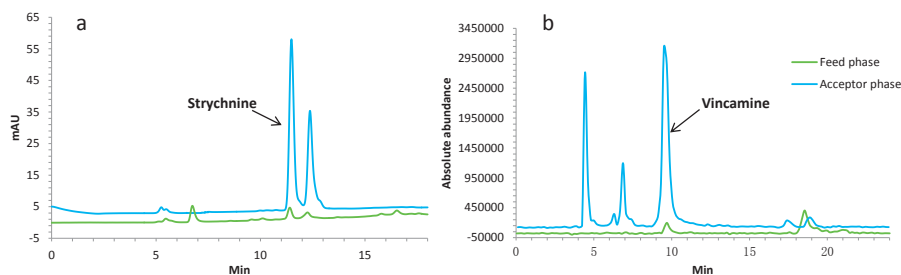 a
65
55
45
35
25
15
5
-5
mAU
Strychnine
0
5
10
15
Min
b
3450000
2950000
2450000
1950000
1450000
950000
450000
-50000
Absolute abundance
Vincamine
0
5
10
15
20
Min
Feed phase
Acceptor phase